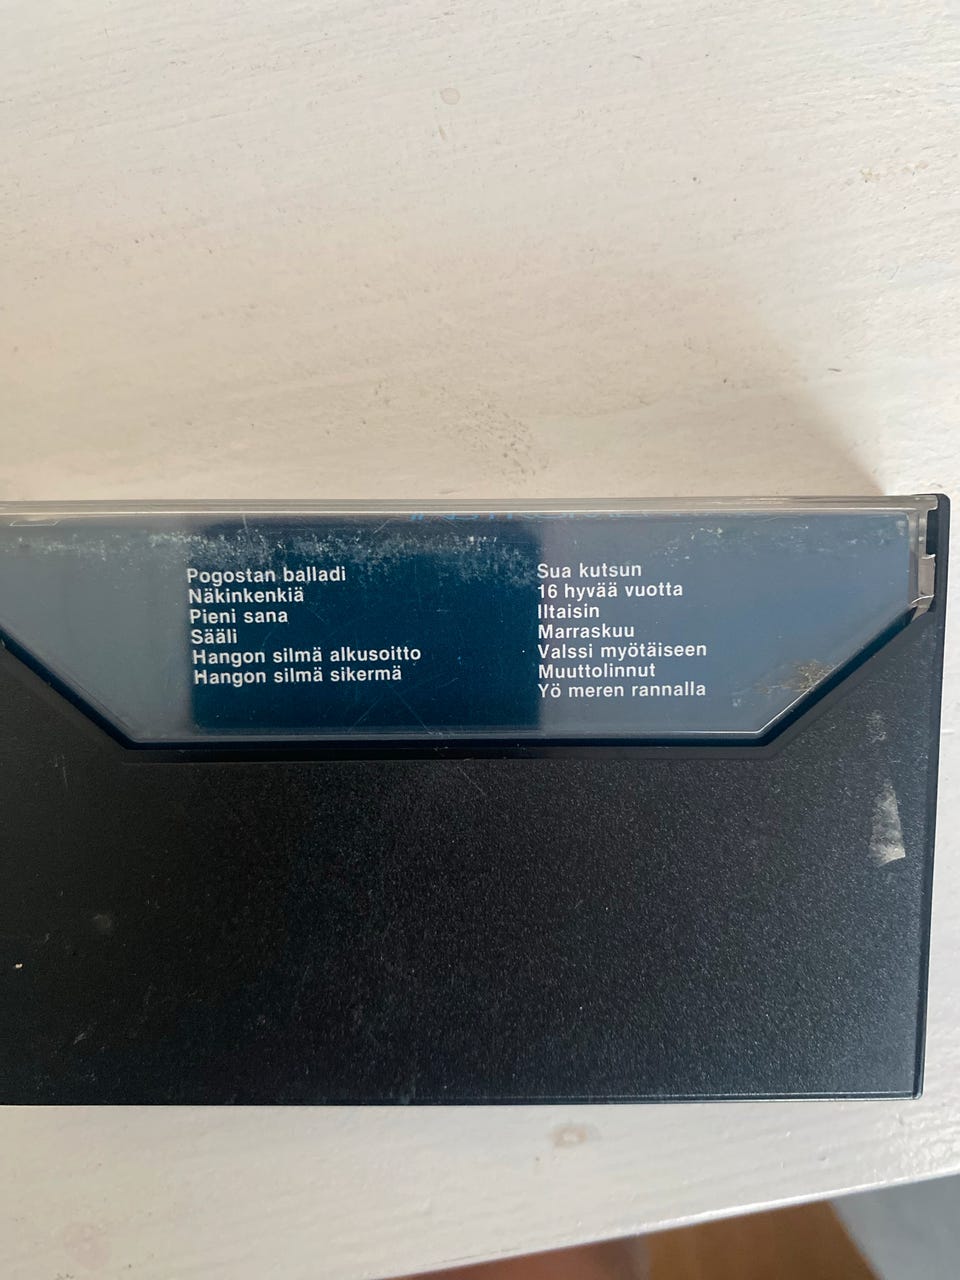 Pogostan balladi
Näkinkenkiä
Pieni sana
Sääli
Hangon silmä alkusoitto
Hangon silmä sikermä
Sua kutsun
16 hyvää vuotta
Iltaisin
Marraskuu
Valssi myötäiseen
Muuttolinnut
Yö meren rannalla